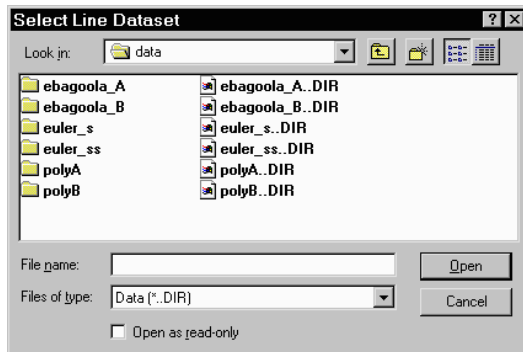 Select Line Dataset
Look in: data
ebagoola_A ebagoola_A..DIR
ebagoola_B ebagoola_B..DIR
euler_s euler_s..DIR
euler_ss euler_ss..DIR
polyA polyA..DIR
polyB polyB..DIR
File name: Open
Files of type: Data (*..DIR) Cancel
Open as read-only